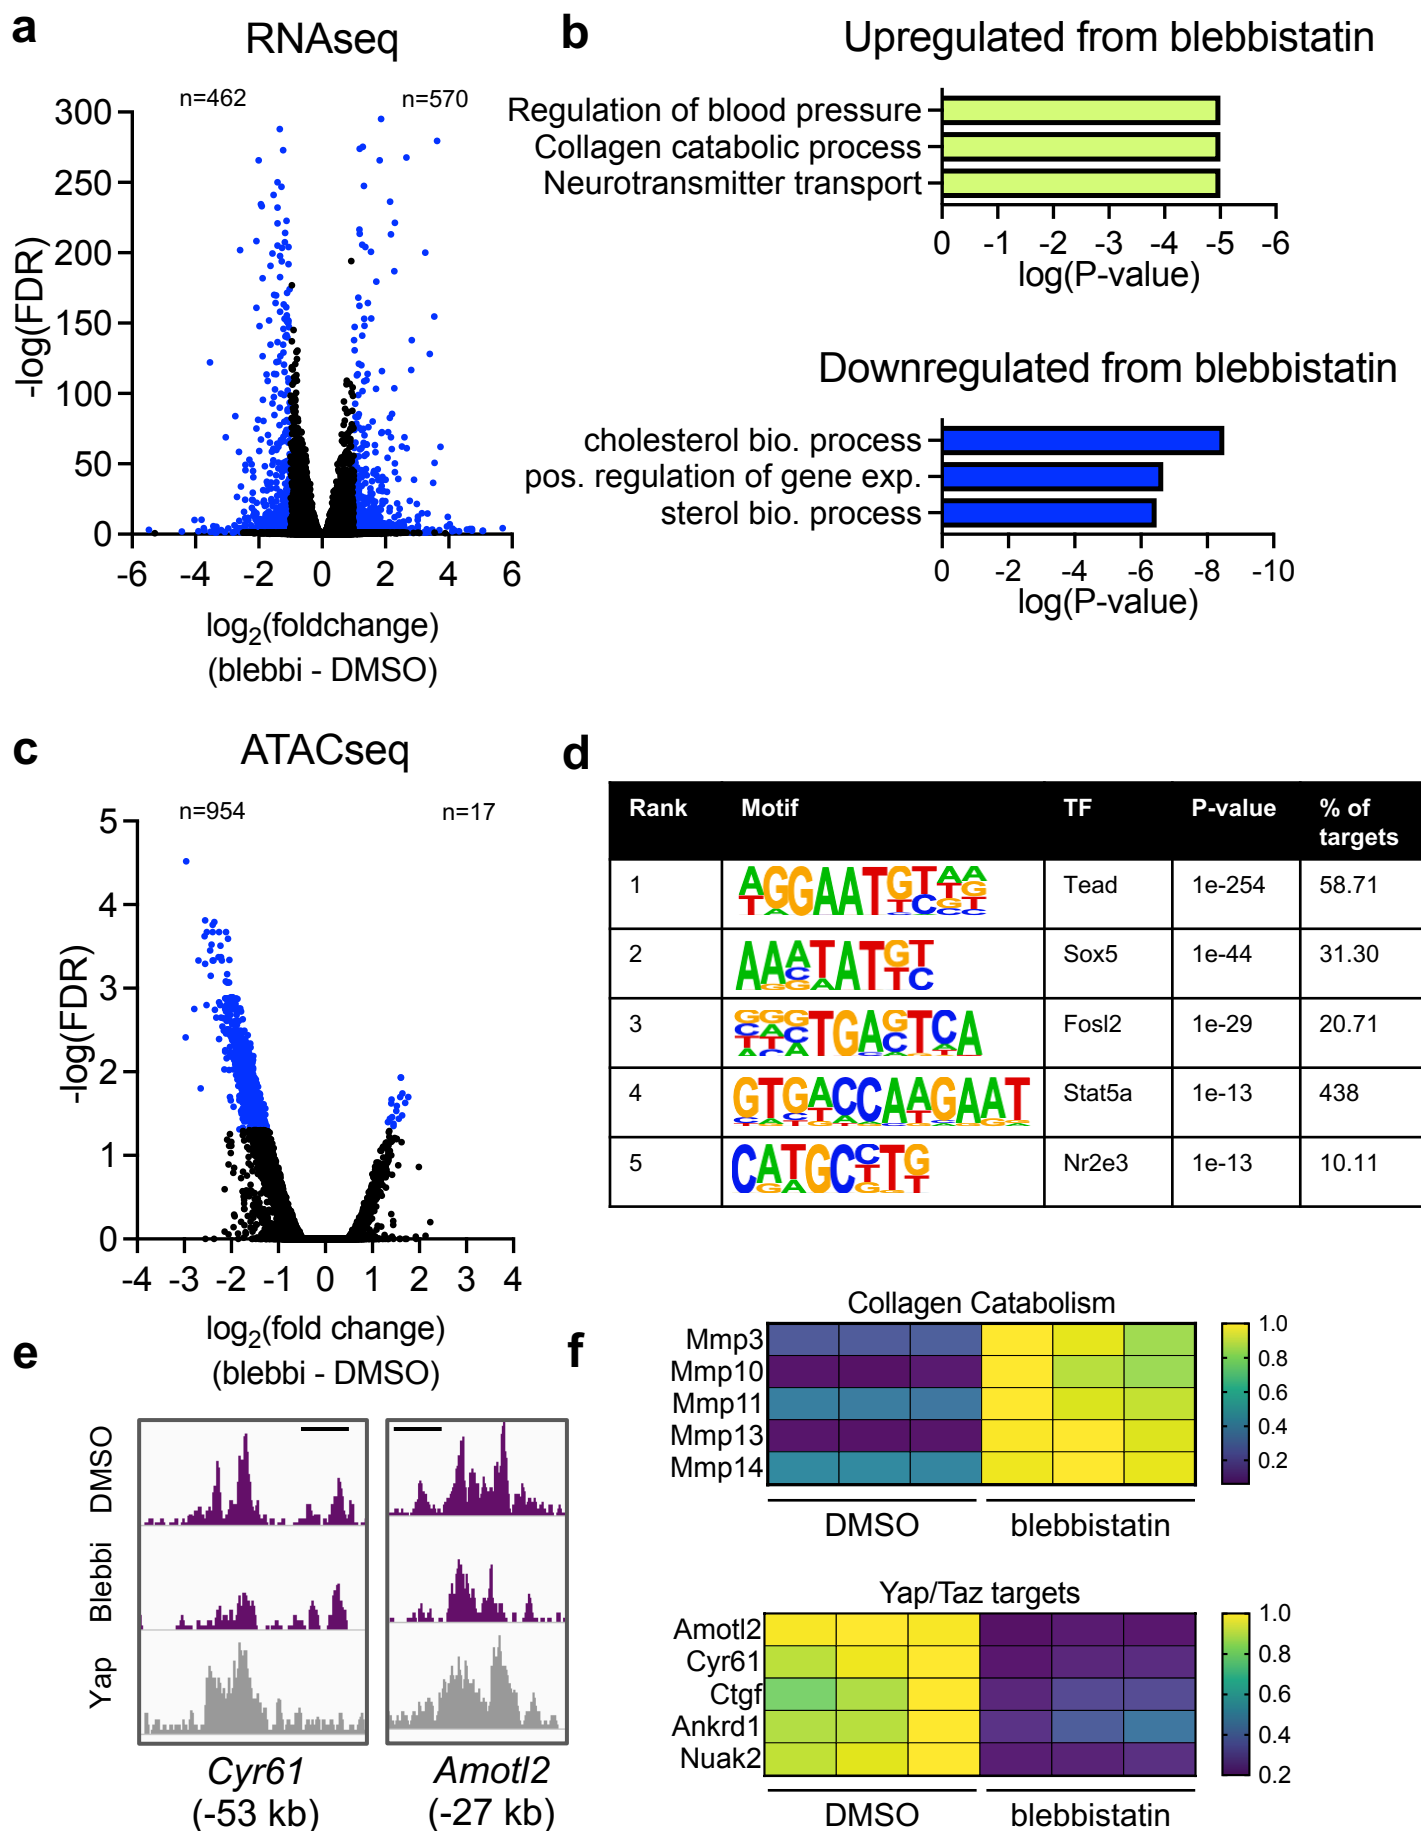 a
RNAseq
n=462
n=570
300
250
200
150
100
50
0
-log(FDR)
-6 -4 -2 0 2 4 6
log2(foldchange)
(blebbi - DMSO)
b
Upregulated from blebbistatin
Regulation of blood pressure
Collagen catabolic process
Neurotransmitter transport
0 -1 -2 -3 -4 -5 -6
log(P-value)
Downregulated from blebbistatin
cholesterol bio. process
pos. regulation of gene exp.
sterol bio. process
0 -2 -4 -6 -8 -10
log(P-value)
c
ATACseq
n=954
n=17
5
4
3
2
1
0
-log(FDR)
-4 -3 -2 -1 0 1 2 3 4
log2(fold change)
(blebbi - DMSO)
d
Rank Motif TF P-value % of
targets
1 AGGAATGTAA Tead 1e-254 58.71
2 AAATATGT Sox5 1e-44 31.30
3 GGGTGAGTCA Fosl2 1e-29 20.71
4 GTGACCAAGAAT Stat5a 1e-13 438
5 CATGCCTG Nr2e3 1e-13 10.11
e
DMSO
Blebbi
Yap
Cyr61
(-53 kb)
Amotl2
(-27 kb)
f
Collagen Catabolism
Mmp3
Mmp10
Mmp11
Mmp13
Mmp14
1.0
0.8
0.6
0.4
0.2
DMSO
blebbistatin
Yap/Taz targets
Amotl2
Cyr61
Ctgf
Ankrd1
Nuak2
1.0
0.8
0.6
0.4
0.2
DMSO
blebbistatin